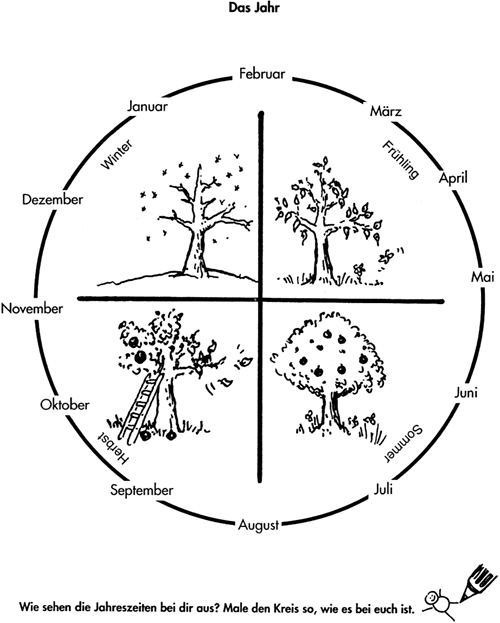 Das Jahr
Februar
Januar
März
Winter
Frühling
Dezember
April
Mai
November
Oktober
Juni
Herbst
Sommer
September
Juli
August
Wie sehen die Jahreszeiten bei dir aus? Male den Kreis so, wie es bei euch ist.